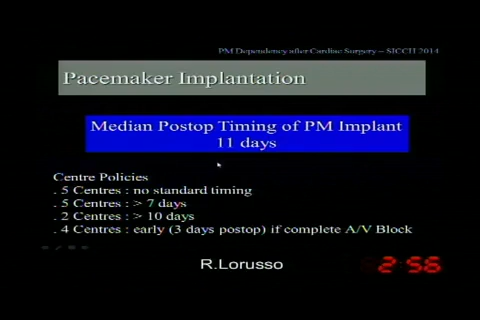 PM Dependency after Cardiac Surgery – SICCH 2014
Pacemaker Implantation
Median Postop Timing of PM Implant
11 days
Centre Policies
. 5 Centres : no standard timing
. 5 Centres : > 7 days
. 2 Centres : > 10 days
. 4 Centres : early (3 days postop) if complete A/V Block
R.Lorusso
2 56